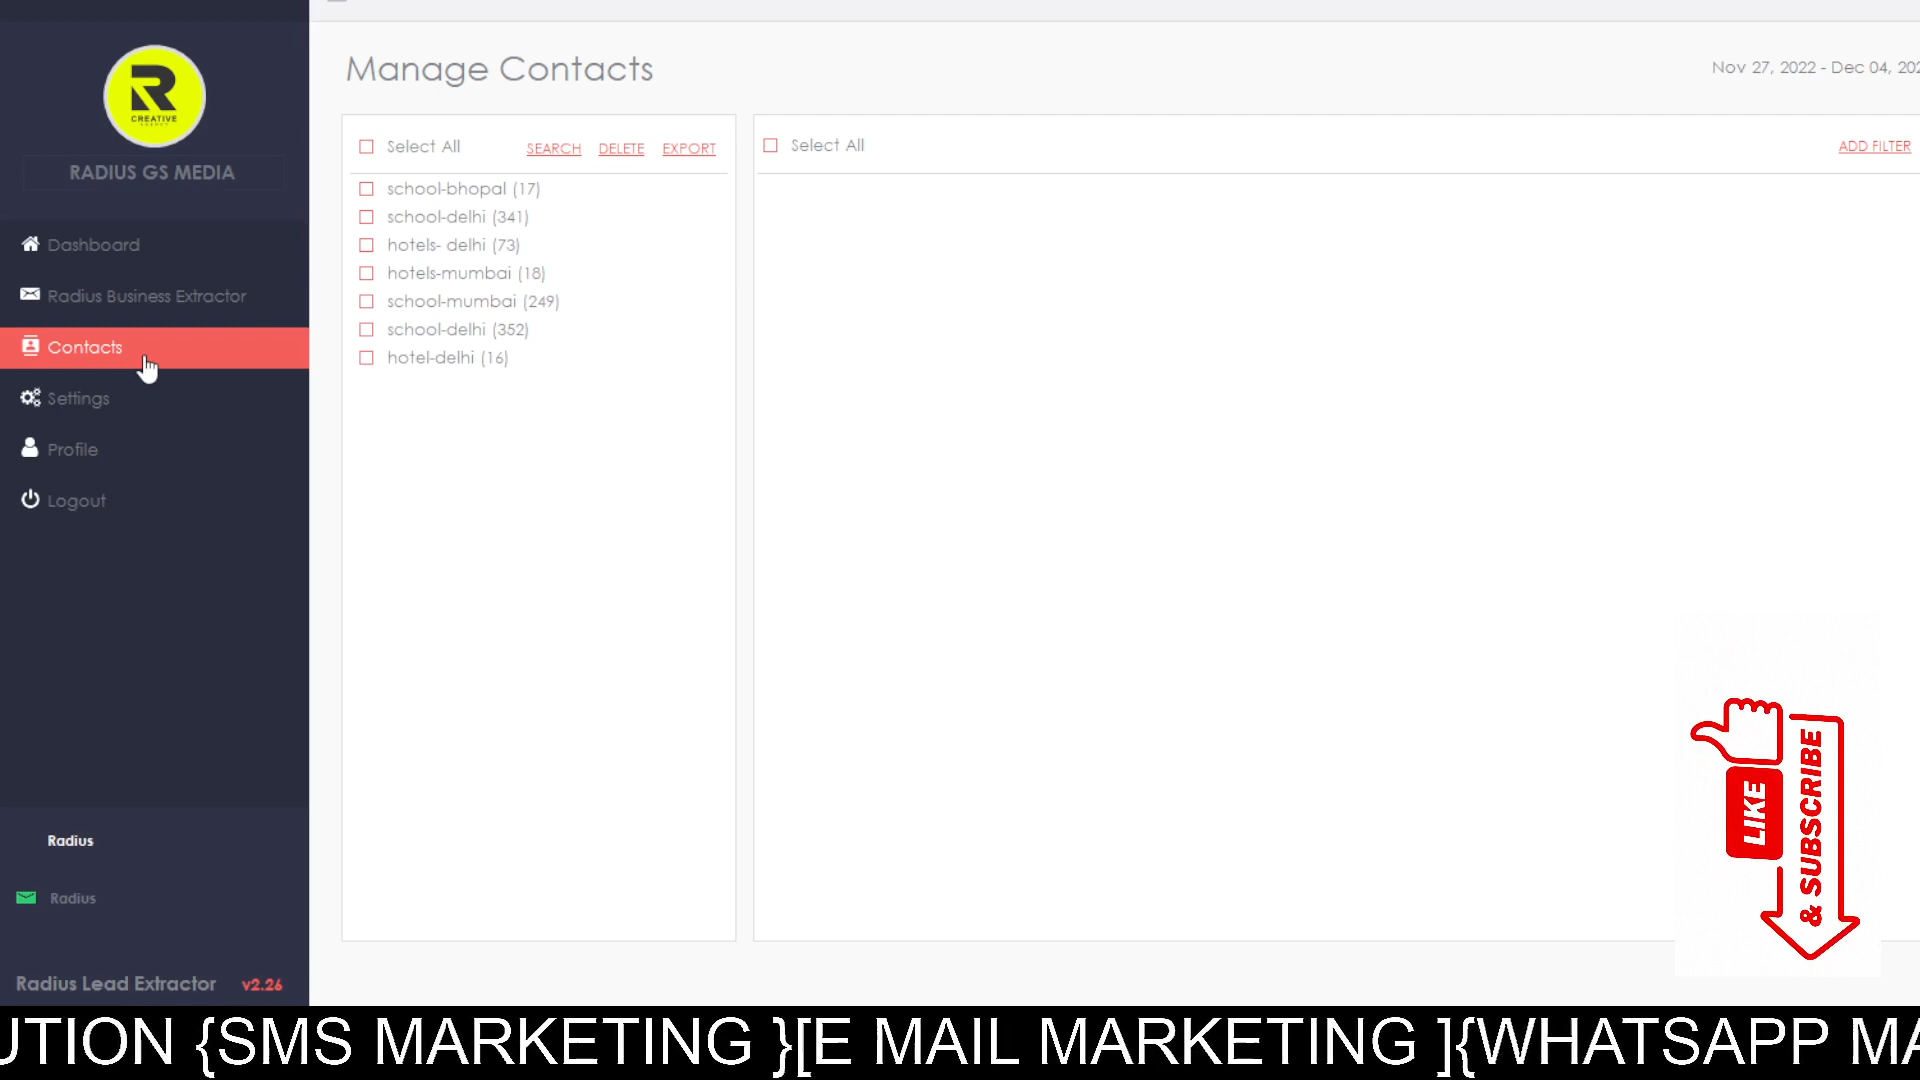 R
CREATIVE
RADIUS GS MEDIA
Dashboard
Radius Business Extractor
Contacts
Settings
Profile
Logout
Radius
Radius
Radius Lead Extractor v2.26
Manage Contacts
Nov 27, 2022 - Dec 04, 202
Select All SEARCH DELETE EXPORT
school-bhopal (17)
school-delhi (341)
hotels- delhi (73)
hotels-mumbai (18)
school-mumbai (249)
school-delhi (352)
hotel-delhi (16)
Select All ADD FILTER
LIKE
& SUBSCRIBE
UTION {SMS MARKETING }[E MAIL MARKETING ]{WHATSAPP MA